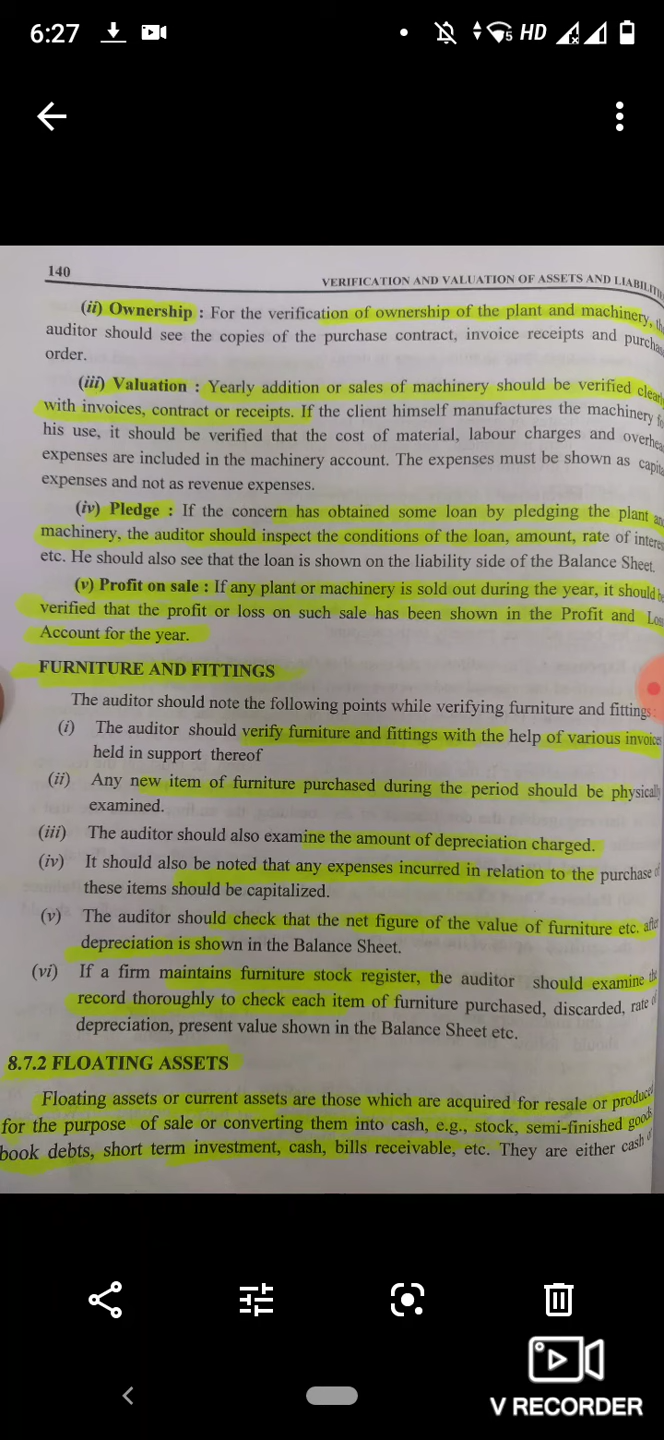 6:27
5 HD
140
VERIFICATION AND VALUATION OF ASSETS AND
(ii) Ownership : For the verification of ownership of the plant and machinery,
auditor should see the copies of the purchase contract, invoice receipts and
order.
(iii) Valuation : Yearly addition or sales of machinery should be verified
with invoices, contract or receipts. If the client himself manufactures the machinery
his use, it should be verified that the cost of material, labour charges and
expenses are included in the machinery account. The expenses must be shown as
expenses and not as revenue expenses.
(iv) Pledge : If the concern has obtained some loan by pledging the plant
machinery, the auditor should inspect the conditions of the loan, amount, rate of
etc. He should also see that the loan is shown on the liability side of the Balance Sheet.
(v) Profit on sale : If any plant or machinery is sold out during the year, it should
verified that the profit or loss on such sale has been shown in the Profit and
Account for the year.
FURNITURE AND FITTINGS
The auditor should note the following points while verifying furniture and fittings:
(i) The auditor should verify furniture and fittings with the help of various
held in support thereof
(ii) Any new item of furniture purchased during the period should be physically
examined.
(iii) The auditor should also examine the amount of depreciation charged.
(iv) It should also be noted that any expenses incurred in relation to the purchase
these items should be capitalized.
(v) The auditor should check that the net figure of the value of furniture etc. after
depreciation is shown in the Balance Sheet.
(vi) If a firm maintains furniture stock register, the auditor should examine the
record thoroughly to check each item of furniture purchased, discarded, rate of
depreciation, present value shown in the Balance Sheet etc.
8.7.2 FLOATING ASSETS
Floating assets or current assets are those which are acquired for resale or produced
for the purpose of sale or converting them into cash, e.g., stock, semi-finished goods
book debts, short term investment, cash, bills receivable, etc. They are either cash
V RECORDER